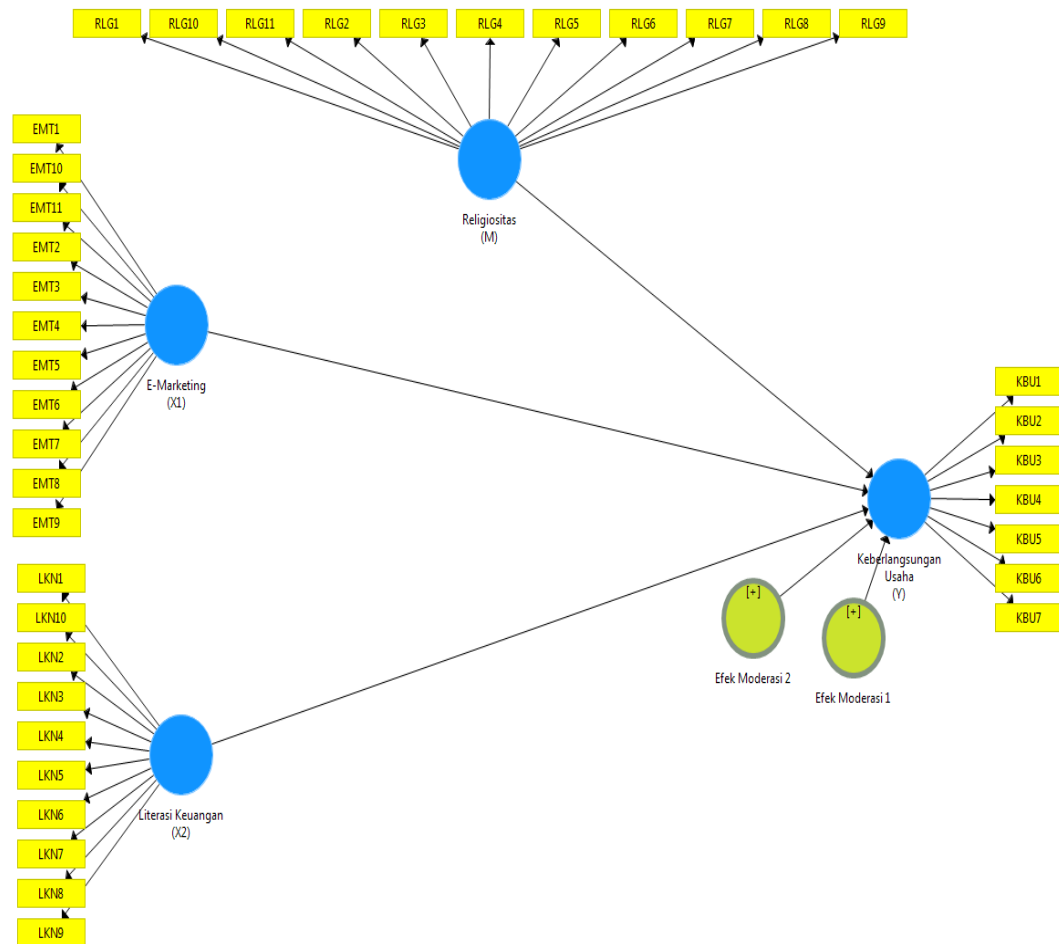 RLG1
RLG10
RLG11
RLG2
RLG3
RLG4
RLG5
RLG6
RLG7
RLG8
RLG9
Religiositas
(M)
EMT1
EMT10
EMT11
EMT2
EMT3
EMT4
EMT5
EMT6
EMT7
EMT8
EMT9
E-Marketing
(X1)
KBU1
KBU2
KBU3
KBU4
KBU5
KBU6
KBU7
Keberlangsungan
Usaha
(Y)
[+]
Efek Moderasi 2
[+]
Efek Moderasi 1
LKN1
LKN10
LKN2
LKN3
LKN4
LKN5
LKN6
LKN7
LKN8
LKN9
Literasi Keuangan
(X2)